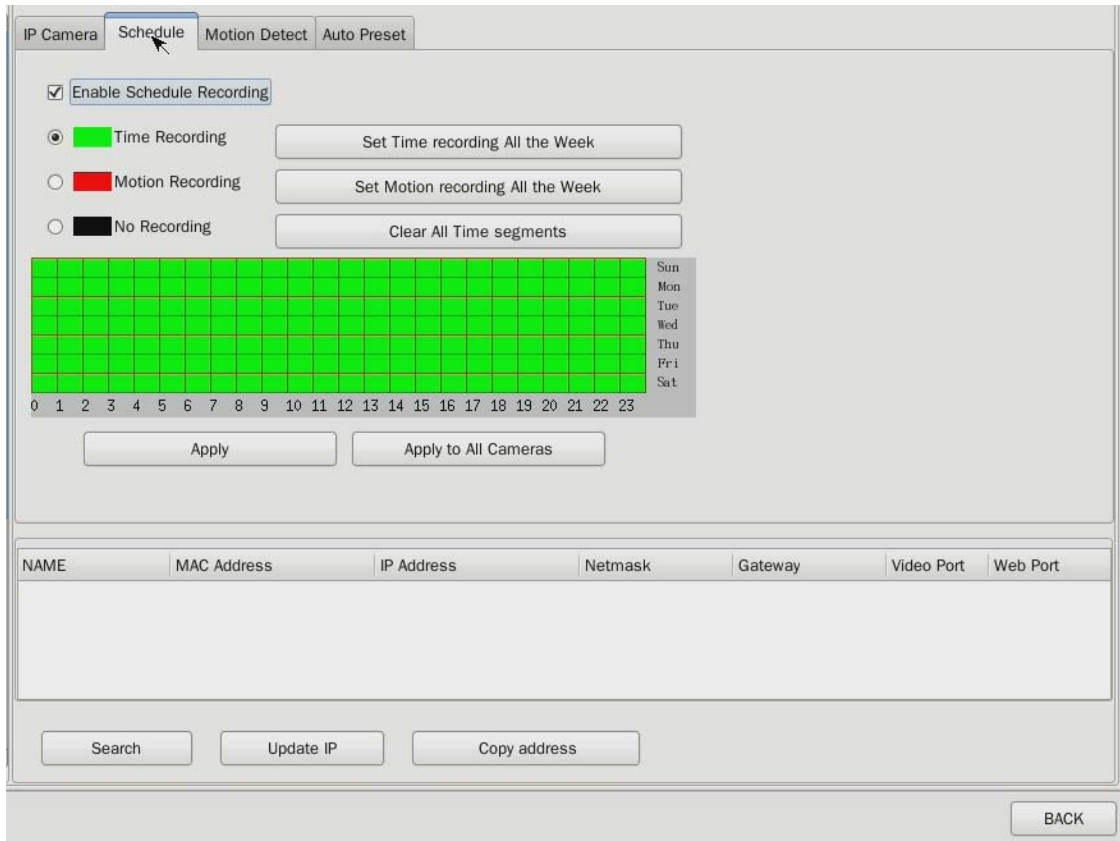 IP Camera Schedule Motion Detect Auto Preset
Enable Schedule Recording
Time Recording Set Time recording All the Week
Motion Recording Set Motion recording All the Week
No Recording Clear All Time segments
Sun
Mon
Tue
Wed
Thu
Fri
Sat
0 1 2 3 4 5 6 7 8 9 10 11 12 13 14 15 16 17 18 19 20 21 22 23
Apply Apply to All Cameras
NAME MAC Address IP Address Netmask Gateway Video Port Web Port
Search Update IP Copy address
BACK